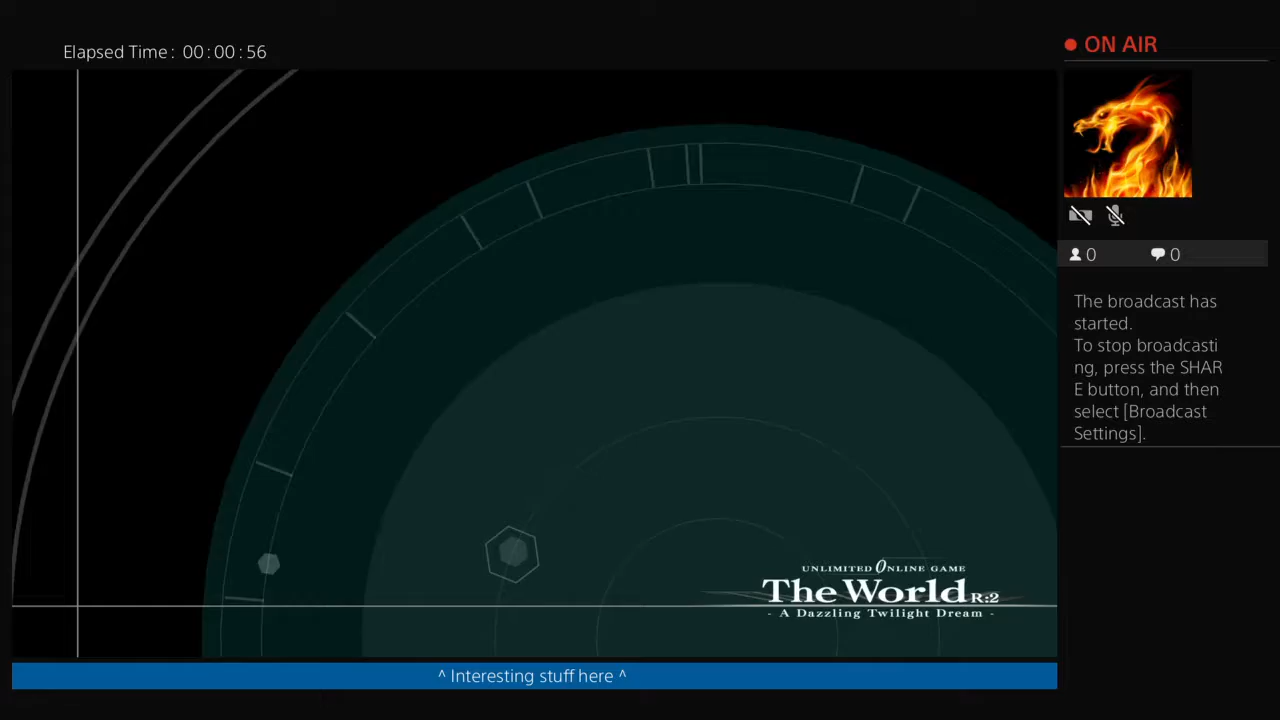 Elapsed Time: 00:00:56
ON AIR
0 0
The broadcast has
started.
To stop broadcasti
ng, press the SHAR
E button, and then
select [Broadcast
Settings].
UNLIMITED ONLINE GAME
The World R:2
- A Dazzling Twilight Dream -
^ Interesting stuff here ^